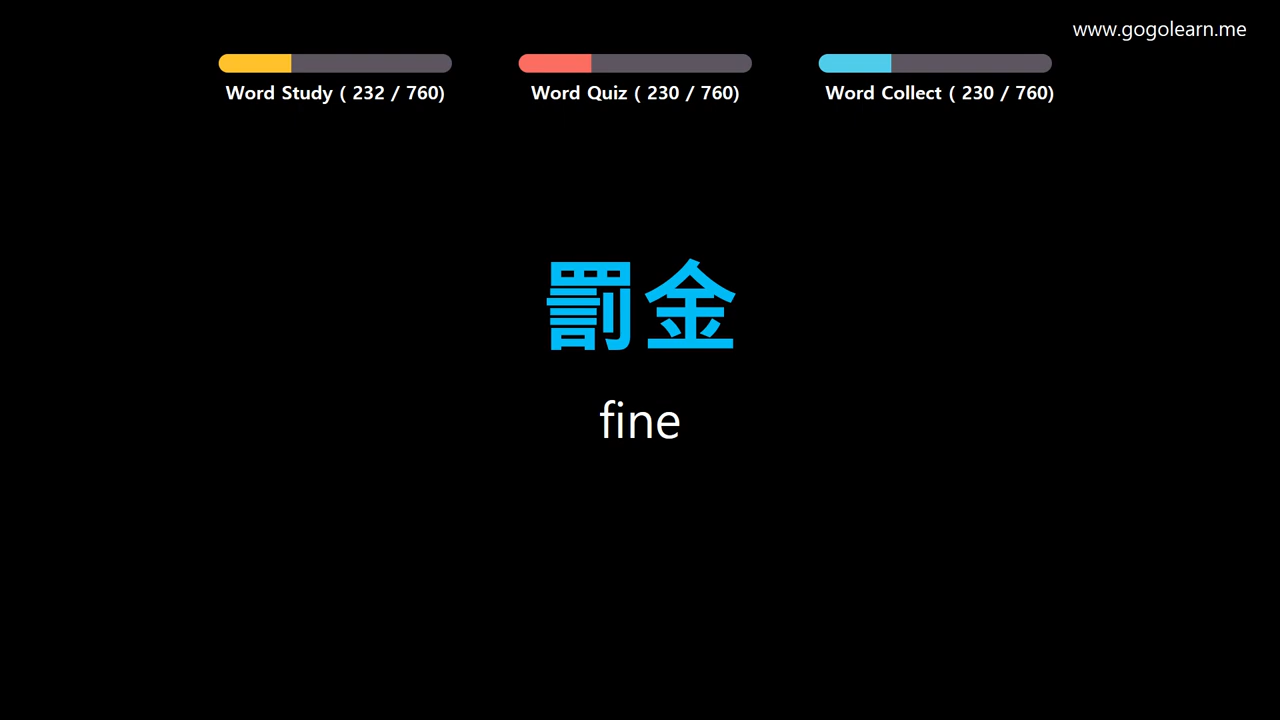 www.gogolearn.me
Word Study ( 232 / 760)
Word Quiz ( 230 / 760)
Word Collect ( 230 / 760)
罰金
fine